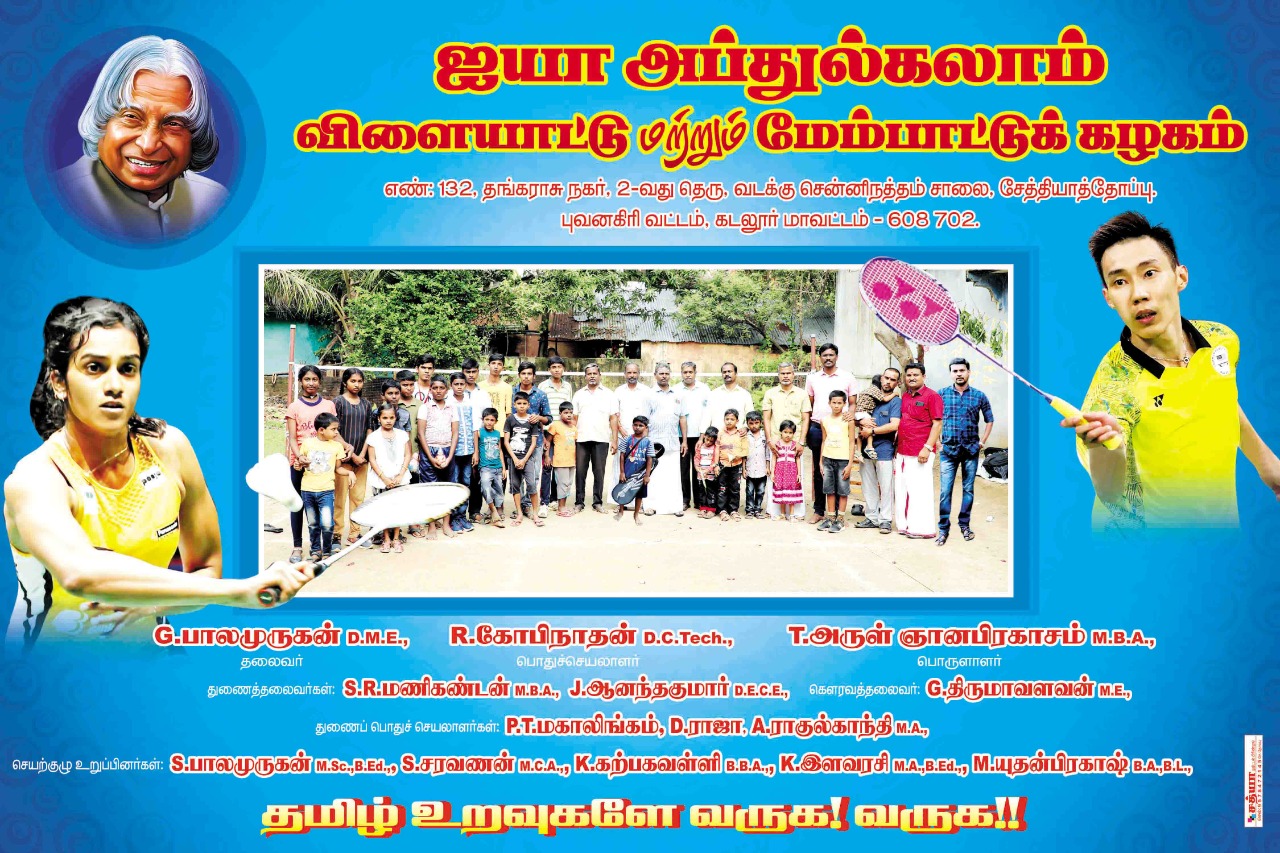 ஐயா அப்துல்கலாம்
விளையாட்டு மற்றும் மேம்பாட்டுக் கழகம்
எண்: 132, தங்கராசு நகர், 2-வது தெரு, வடக்கு சென்னிநத்தம் சாலை, சேத்தியாத்தோப்பு.
புவனகிரி வட்டம், கடலூர் மாவட்டம் - 608 702.
G.பாலமுருகன் D.M.E., R.கோபிநாதன் D.C.Tech., T.அருள் ஞானபிரகாசம் M.B.A.,
தலைவர் பொதுச்செயலாளர் பொருளாளர்
துணைத்தலைவர்கள்: S.R.மணிகண்டன் M.B.A., J.ஆனந்தகுமார் D.E.C.E., கௌரவத்தலைவர்: G,திருமாவளவன் M.E.,
துணைப் பொதுச் செயலாளர்கள்: P.T.மகாலிங்கம், D.ராஜா, A.ராகுல்காந்தி M.A.,
செயற்குழு உறுப்பினர்கள்: S.பாலமுருகன் M.Sc.,B.Ed.,, S.சரவணன் M.C.A.,, K.கற்பகவள்ளி B.B.A.,, K.இளவரசி M.A.,B.Ed.,, M.யுதன்பிரகாஷ் B.A.,B.L.,
தமிழ் உறவுகளே வருக! வருக!!
சத்யா